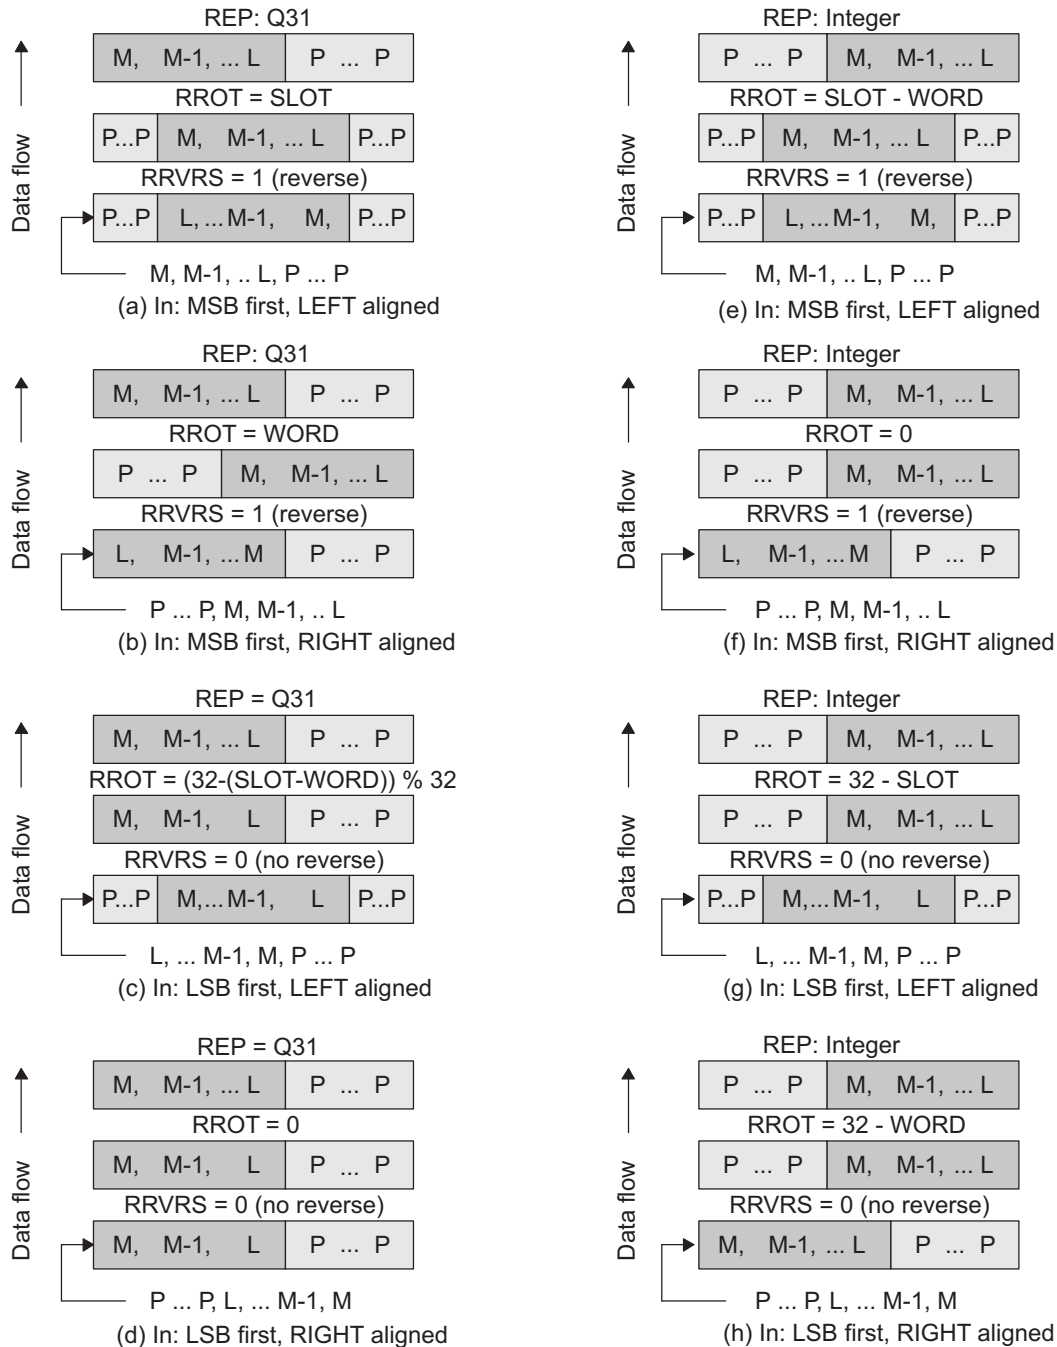 REP: Q31
M, M-1, ... L P ... P
RROT = SLOT
P...P M, M-1, ... L P...P
RRVRS = 1 (reverse)
P...P L, ... M-1, M, P...P
M, M-1, .. L, P ... P
(a) In: MSB first, LEFT aligned
Data flow
REP: Integer
P ... P M, M-1, ... L
RROT = SLOT - WORD
P...P M, M-1, ... L P...P
RRVRS = 1 (reverse)
P...P L, ... M-1, M, P...P
M, M-1, .. L, P ... P
(e) In: MSB first, LEFT aligned
Data flow
REP: Q31
M, M-1, ... L P ... P
RROT = WORD
P ... P M, M-1, ... L
RRVRS = 1 (reverse)
L, M-1, ... M P ... P
P ... P, M, M-1, .. L
(b) In: MSB first, RIGHT aligned
Data flow
REP: Integer
P ... P M, M-1, ... L
RROT = 0
P ... P M, M-1, ... L
RRVRS = 1 (reverse)
L, M-1, ... M P ... P
P ... P, M, M-1, .. L
(f) In: MSB first, RIGHT aligned
Data flow
REP = Q31
M, M-1, ... L P ... P
RROT = (32-(SLOT-WORD)) % 32
M, M-1, L P ... P
RRVRS = 0 (no reverse)
P...P M,... M-1, L P...P
L, ... M-1, M, P ... P
(c) In: LSB first, LEFT aligned
Data flow
REP: Integer
P ... P M, M-1, ... L
RROT = 32 - SLOT
P ... P M, M-1, ... L
RRVRS = 0 (no reverse)
P...P M,... M-1, L P...P
L, ... M-1, M, P ... P
(g) In: LSB first, LEFT aligned
Data flow
REP = Q31
M, M-1, ... L P ... P
RROT = 0
M, M-1, L P ... P
RRVRS = 0 (no reverse)
M, M-1, L P ... P
P ... P, L, ... M-1, M
(d) In: LSB first, RIGHT aligned
Data flow
REP: Integer
P ... P M, M-1, ... L
RROT = 32 - WORD
P ... P M, M-1, ... L
RRVRS = 0 (no reverse)
M, M-1, ... L P ... P
P ... P, L, ... M-1, M
(h) In: LSB first, RIGHT aligned
Data flow